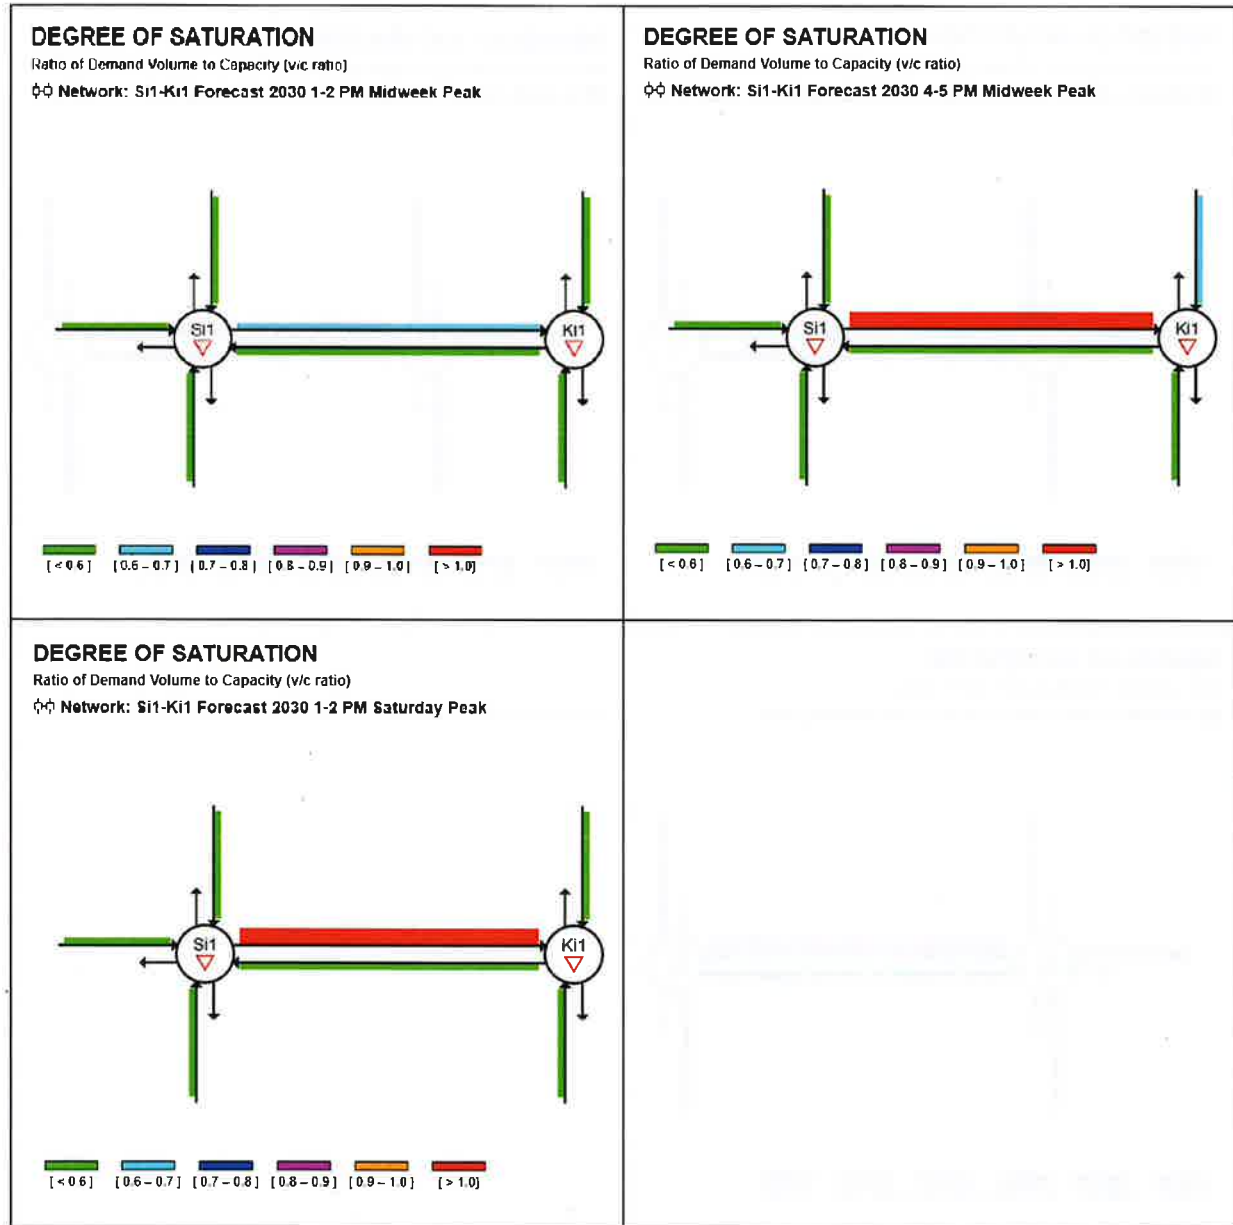 DEGREE OF SATURATION
Ratio of Demand Volume to Capacity (v/c ratio)
Network: Si1-Ki1 Forecast 2030 1-2 PM Midweek Peak
Si1
Ki1
[ < 0.6 ] [ 0.6 – 0.7 ] [ 0.7 – 0.8 ] [ 0.8 – 0.9 ] [ 0.9 – 1.0 ] [ > 1.0 ]
DEGREE OF SATURATION
Ratio of Demand Volume to Capacity (v/c ratio)
Network: Si1-Ki1 Forecast 2030 4-5 PM Midweek Peak
Si1
Ki1
[ < 0.6 ] [ 0.6 – 0.7 ] [ 0.7 – 0.8 ] [ 0.8 – 0.9 ] [ 0.9 – 1.0 ] [ > 1.0 ]
DEGREE OF SATURATION
Ratio of Demand Volume to Capacity (v/c ratio)
Network: Si1-Ki1 Forecast 2030 1-2 PM Saturday Peak
Si1
Ki1
[ < 0.6 ] [ 0.6 – 0.7 ] [ 0.7 – 0.8 ] [ 0.8 – 0.9 ] [ 0.9 – 1.0 ] [ > 1.0 ]